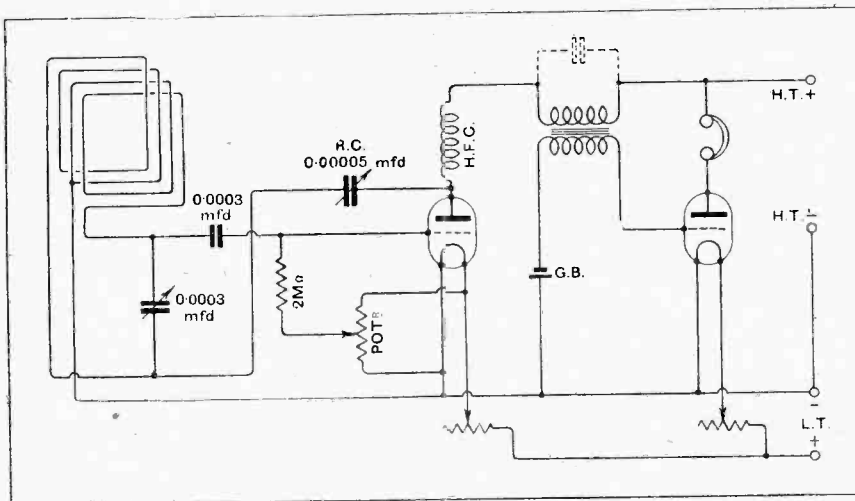 R.C.
0·00005 mfd
0·0003
mfd
0·0003
mfd
2MΩ
POTR
H.F.C.
G.B.
H.T.+
H.T.-
-
L.T.
+